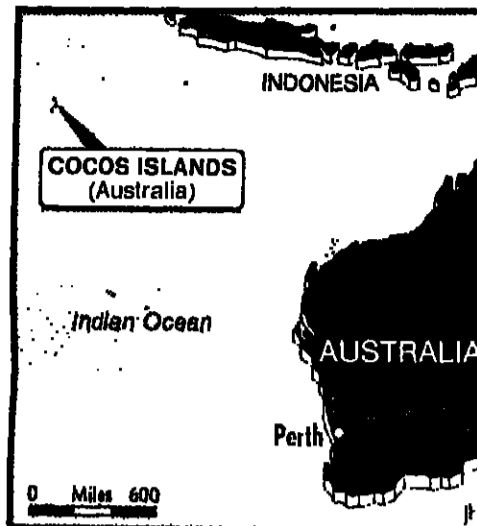 INDONESIA
COCOS ISLANDS
(Australia)
Indian Ocean
AUSTRALIA
Perth
0 Miles 600